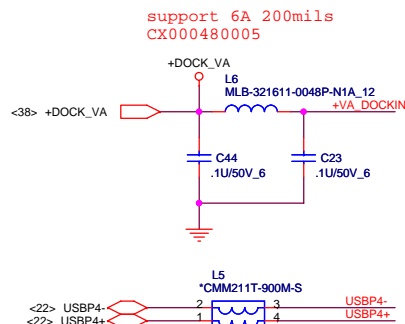 support 6A 200mils
CX000480005
+DOCK_VA
L6
MLB-321611-0048P-N1A_12
<38> +DOCK_VA
+VA_DOCKIN
C44
.1U/50V_6
C23
.1U/50V_6
L5
*CMM211T-900M-S
<22> USBP4-
2
3
USBP4-
<22> USBP4+
1
4
USBP4+